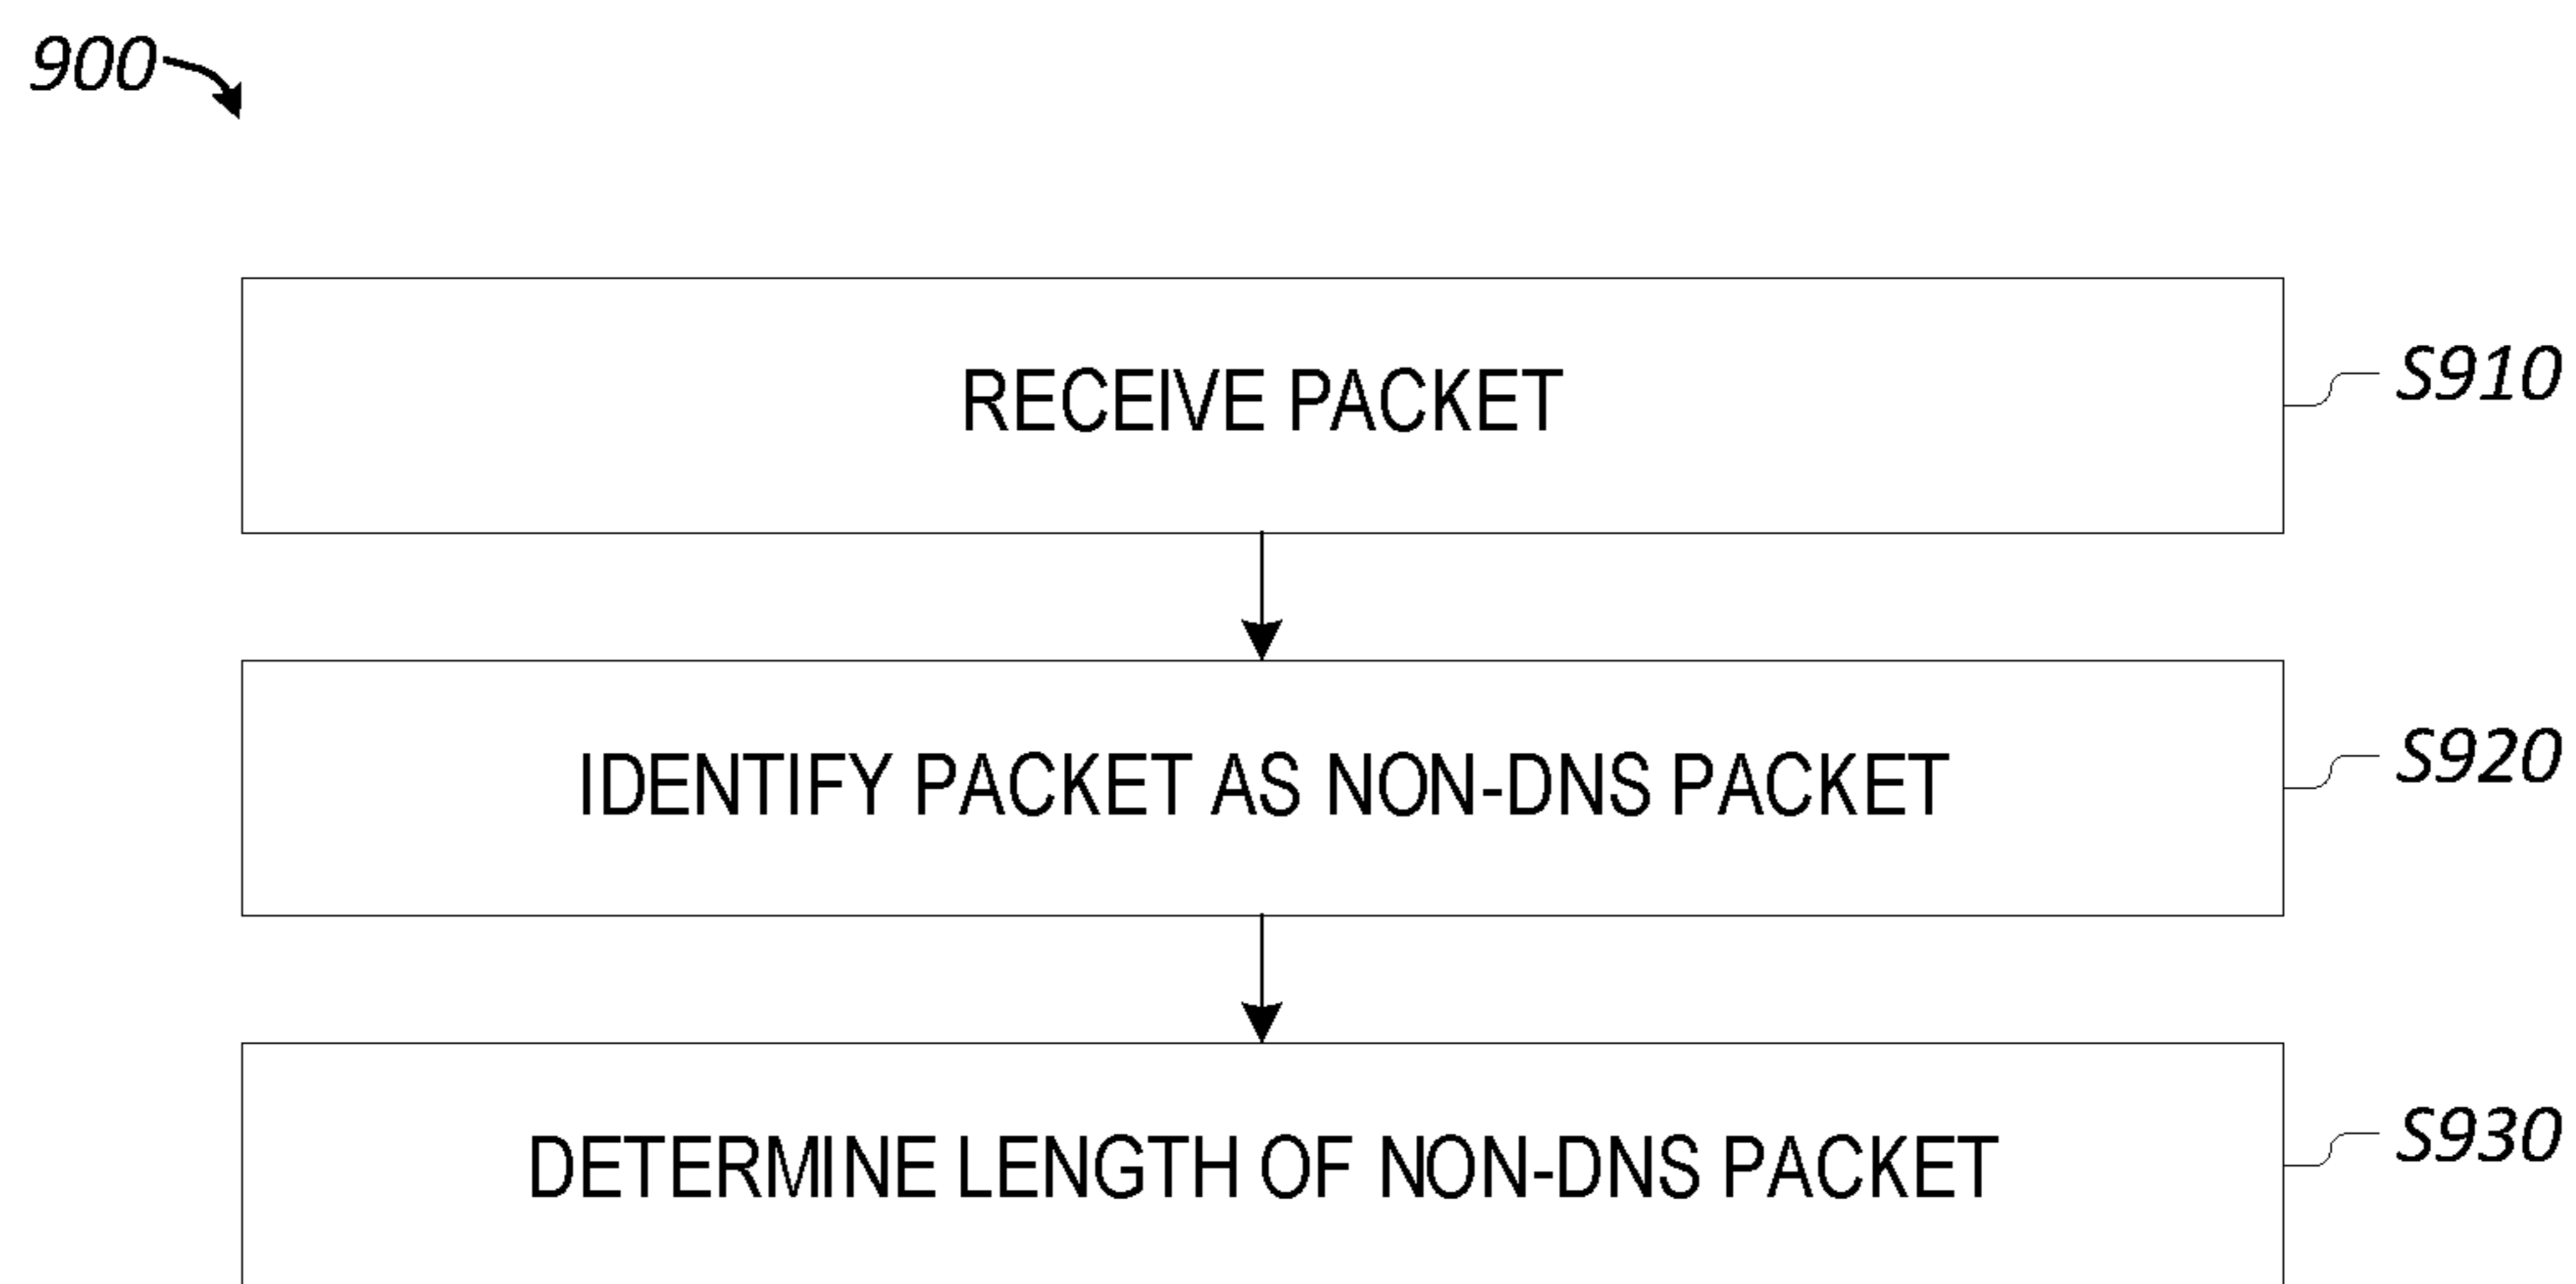 900
RECEIVE PACKET
S910
IDENTIFY PACKET AS NON-DNS PACKET
S920
DETERMINE LENGTH OF NON-DNS PACKET
S930